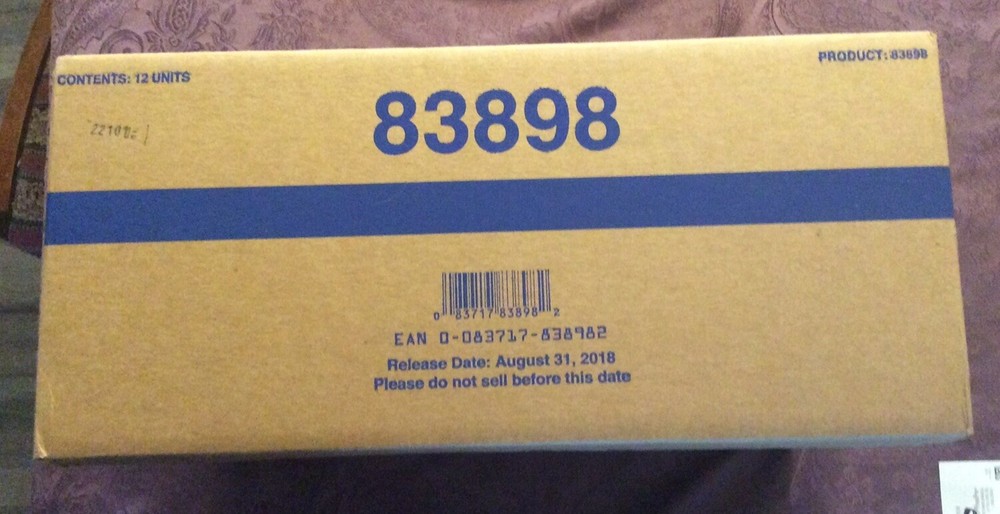 CONTENTS: 12 UNITS
PRODUCT: 83898
83898
0 83717 83898 2
EAN 0-083717-838982
Release Date: August 31, 2018
Please do not sell before this date